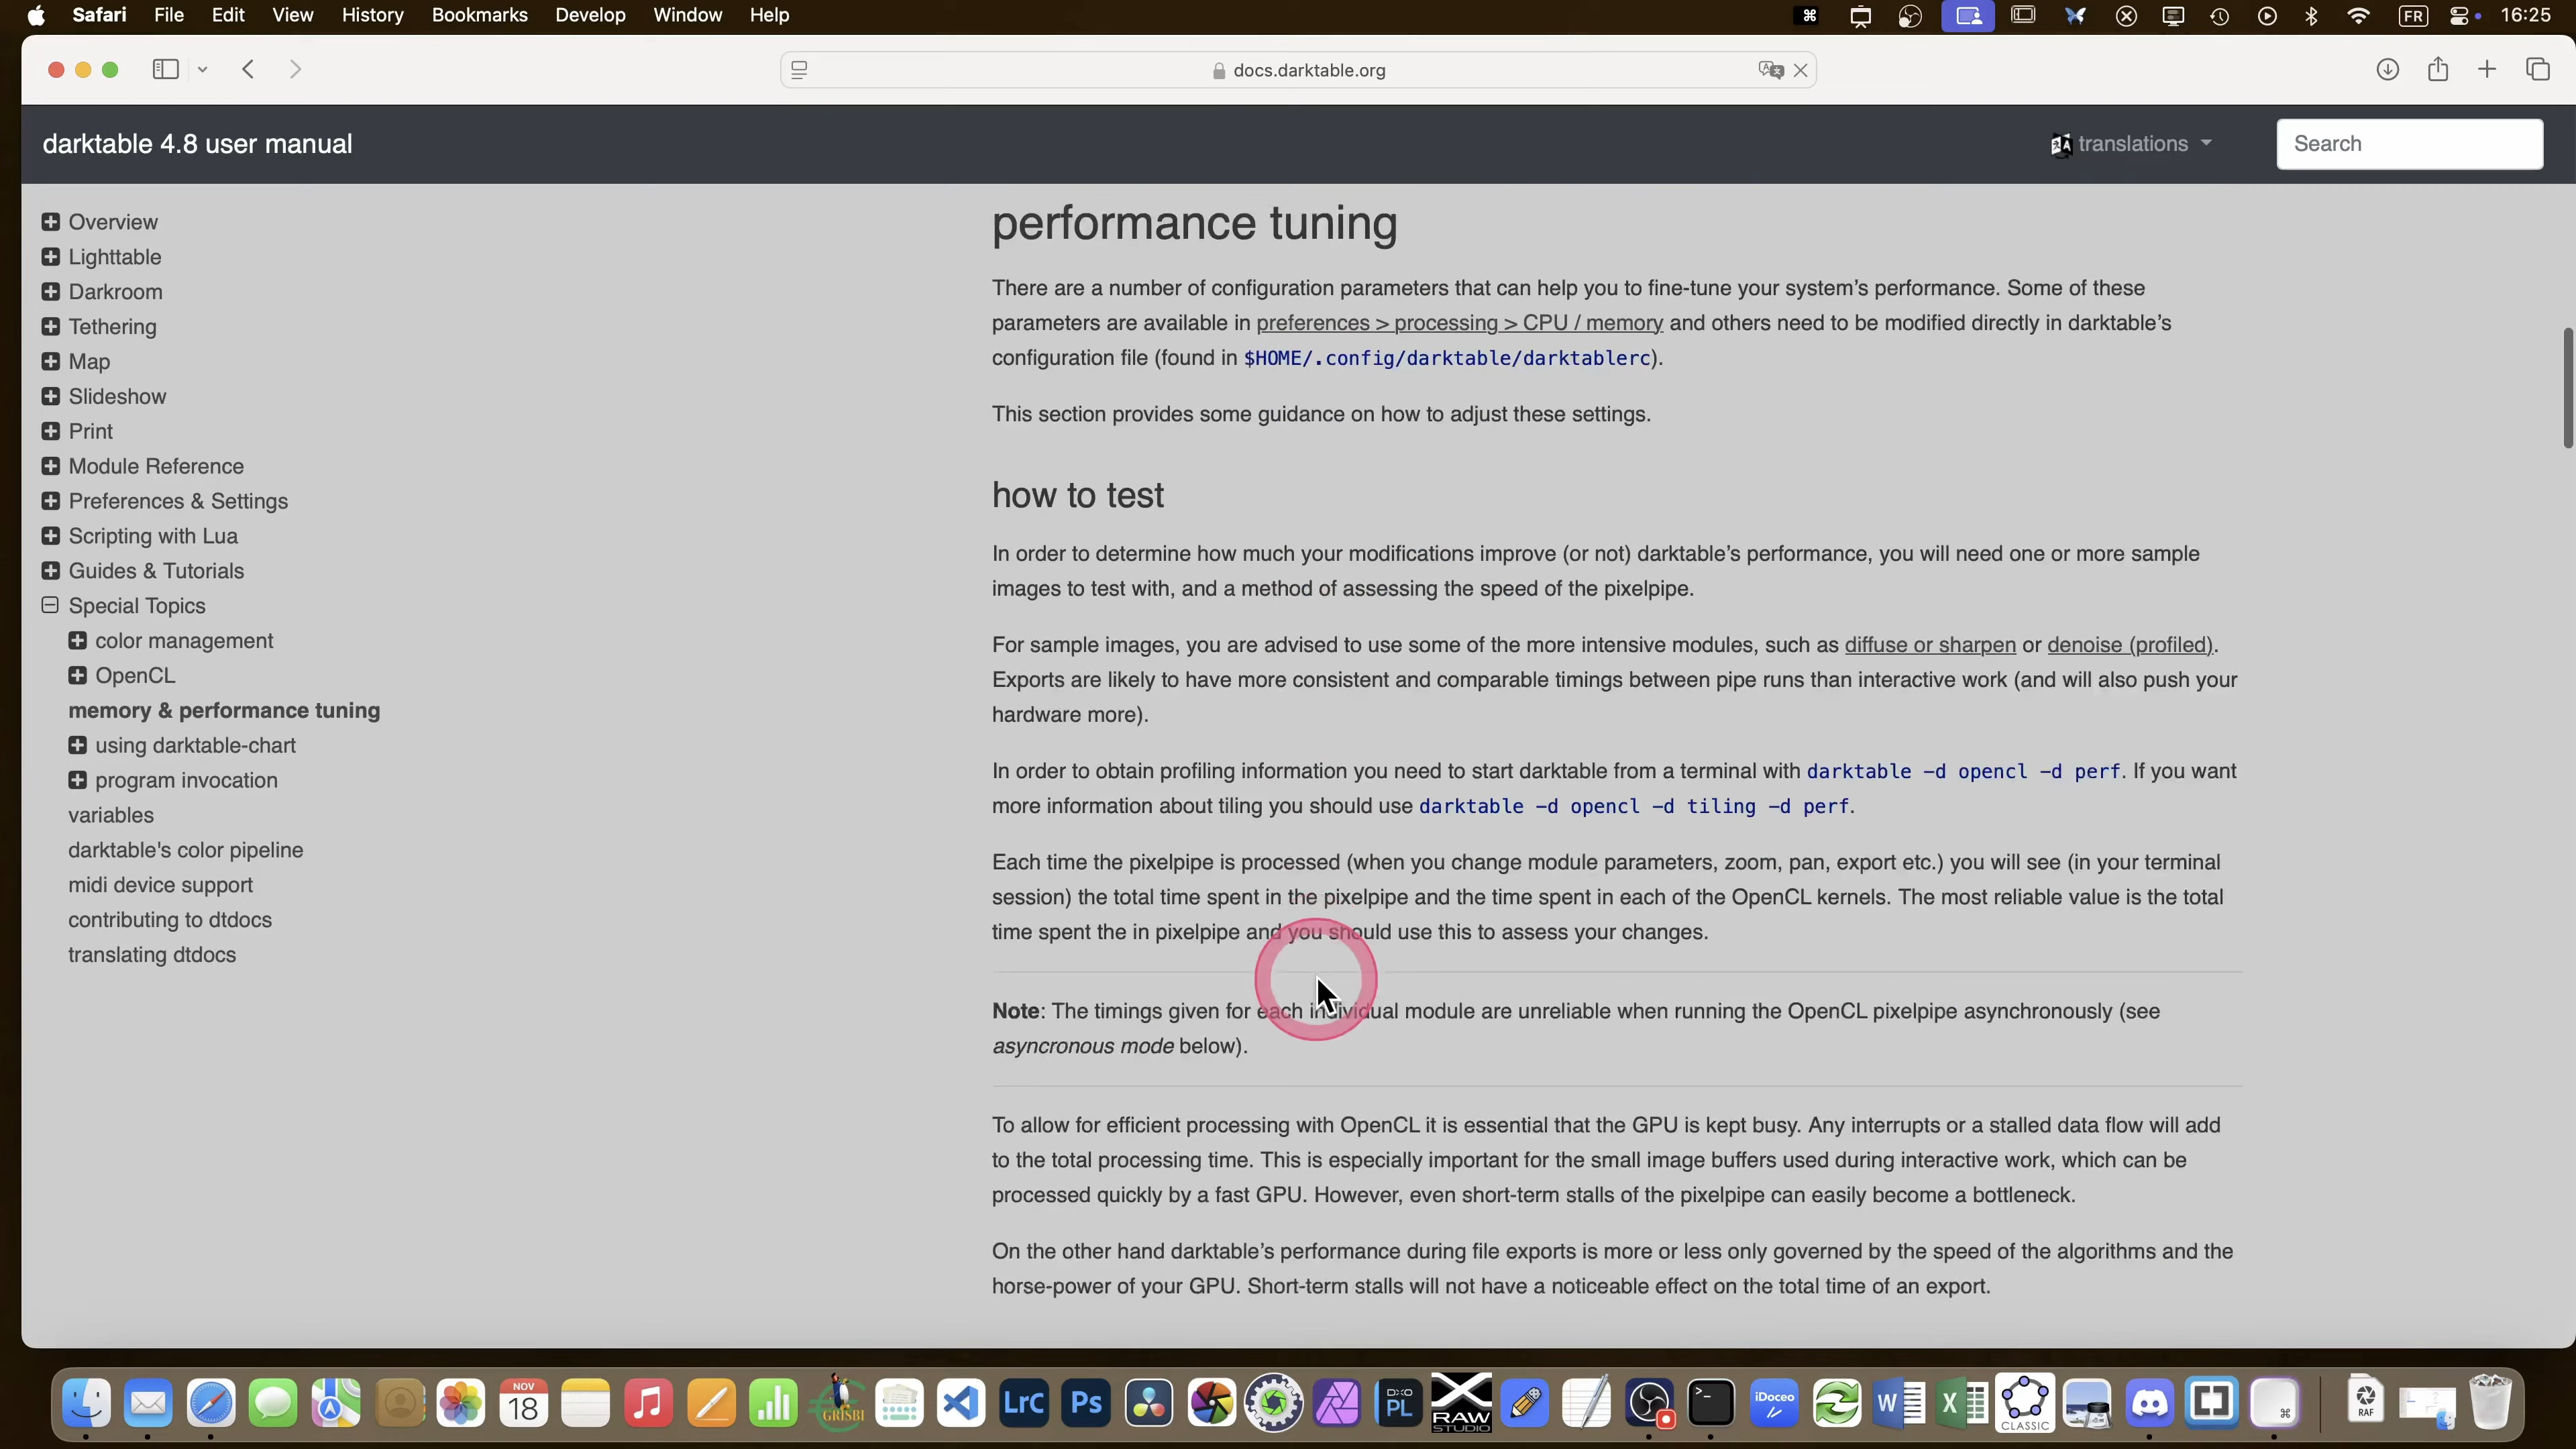 Safari File Edit View History Bookmarks Develop Window Help
FR 16:25
docs.darktable.org
darktable 4.8 user manual
translations
Search
Overview
Lighttable
Darkroom
Tethering
Map
Slideshow
Print
Module Reference
Preferences & Settings
Scripting with Lua
Guides & Tutorials
Special Topics
color management
OpenCL
memory & performance tuning
using darktable-chart
program invocation
variables
darktable's color pipeline
midi device support
contributing to dtdocs
translating dtdocs
performance tuning
There are a number of configuration parameters that can help you to fine-tune your system's performance. Some of these
parameters are available in preferences > processing > CPU / memory and others need to be modified directly in darktable's
configuration file (found in $HOME/.config/darktable/darktablerc).
This section provides some guidance on how to adjust these settings.
how to test
In order to determine how much your modifications improve (or not) darktable's performance, you will need one or more sample
images to test with, and a method of assessing the speed of the pixelpipe.
For sample images, you are advised to use some of the more intensive modules, such as diffuse or sharpen or denoise (profiled).
Exports are likely to have more consistent and comparable timings between pipe runs than interactive work (and will also push your
hardware more).
In order to obtain profiling information you need to start darktable from a terminal with darktable -d opencl -d perf. If you want
more information about tiling you should use darktable -d opencl -d tiling -d perf.
Each time the pixelpipe is processed (when you change module parameters, zoom, pan, export etc.) you will see (in your terminal
session) the total time spent in the pixelpipe and the time spent in each of the OpenCL kernels. The most reliable value is the total
time spent the in pixelpipe and you should use this to assess your changes.
Note: The timings given for each individual module are unreliable when running the OpenCL pixelpipe asynchronously (see
asyncronous mode below).
To allow for efficient processing with OpenCL it is essential that the GPU is kept busy. Any interrupts or a stalled data flow will add
to the total processing time. This is especially important for the small image buffers used during interactive work, which can be
processed quickly by a fast GPU. However, even short-term stalls of the pixelpipe can easily become a bottleneck.
On the other hand darktable's performance during file exports is more or less only governed by the speed of the algorithms and the
horse-power of your GPU. Short-term stalls will not have a noticeable effect on the total time of an export.
NOV
18
GRISBI
LrC
Ps
DXO
PL
RAW
STUDIO
iDoceo
W
X
CLASSIC
RAF